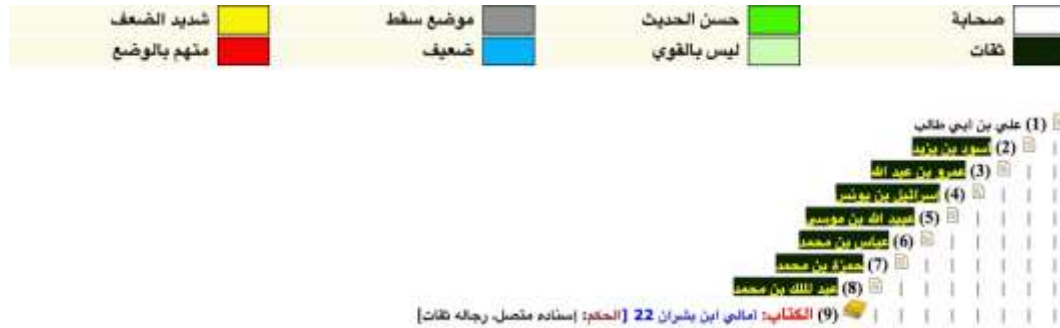 صحابة حسن الحديث موضع سقط شديد الضعف
ثقات ليس بالقوي ضعيف متهم بالوضع
(1) علي بن ابي طالب
(2) اسود بن يزيد
(3) عمرو بن عبد الله
(4) إسرائيل بن يونس
(5) عبيد الله بن موسى
(6) عباس بن محمد
(7) حمزة بن محمد
(8) عبد الملك بن محمد
(9) الكتاب: امالي ابن بشران 22 [الحكم: إسناده متصل، رجاله ثقات]